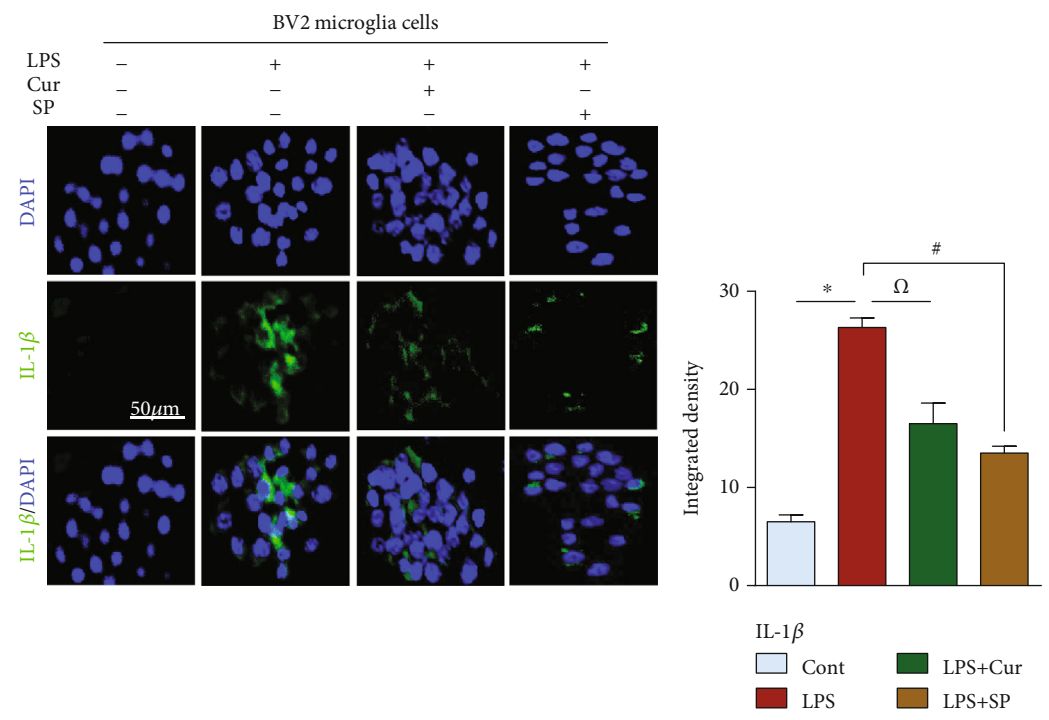 BV2 microglia cells
LPS − + + +
Cur − − + −
SP − − − +
DAPI
IL-1β
50μm
IL-1β/DAPI
# 
* Ω
30
20
10
0
Integrated density
IL-1β
Cont
LPS+Cur
LPS
LPS+SP